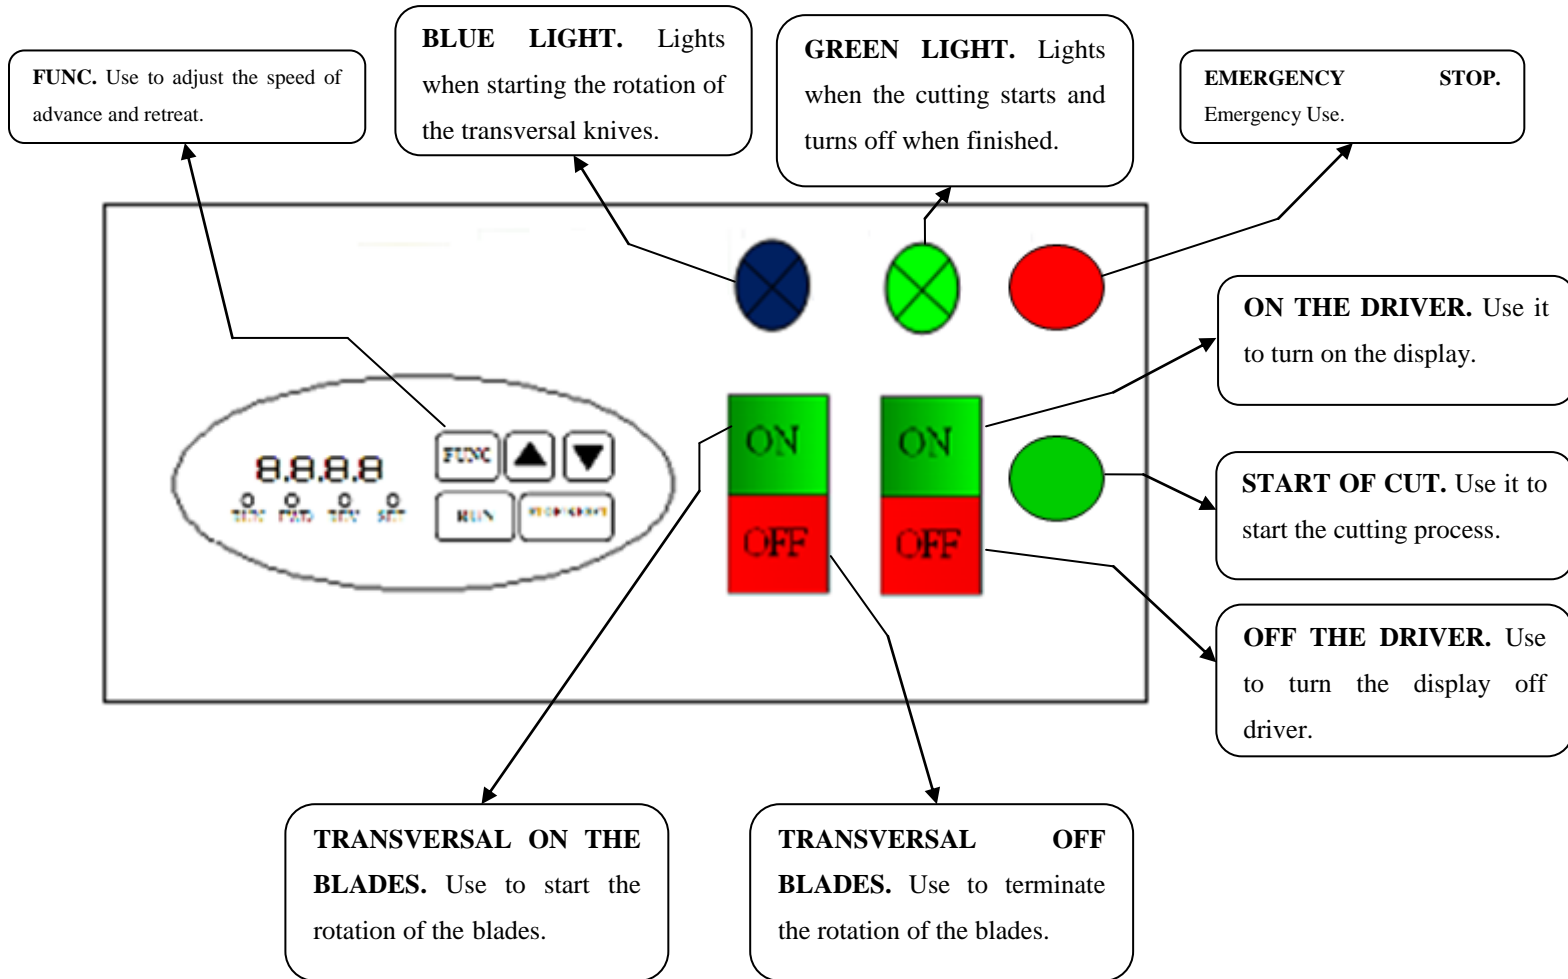 FUNC. Use to adjust the speed of
advance and retreat.
BLUE LIGHT. Lights
when starting the rotation of
the transversal knives.
GREEN LIGHT. Lights
when the cutting starts and
turns off when finished.
EMERGENCY STOP.
Emergency Use.
ON THE DRIVER. Use it
to turn on the display.
START OF CUT. Use it to
start the cutting process.
OFF THE DRIVER. Use
to turn the display off
driver.
8.8.8.8
FUNC
RUN
ON
OFF
ON
OFF
TRANSVERSAL ON THE
BLADES. Use to start the
rotation of the blades.
TRANSVERSAL OFF
BLADES. Use to terminate
the rotation of the blades.